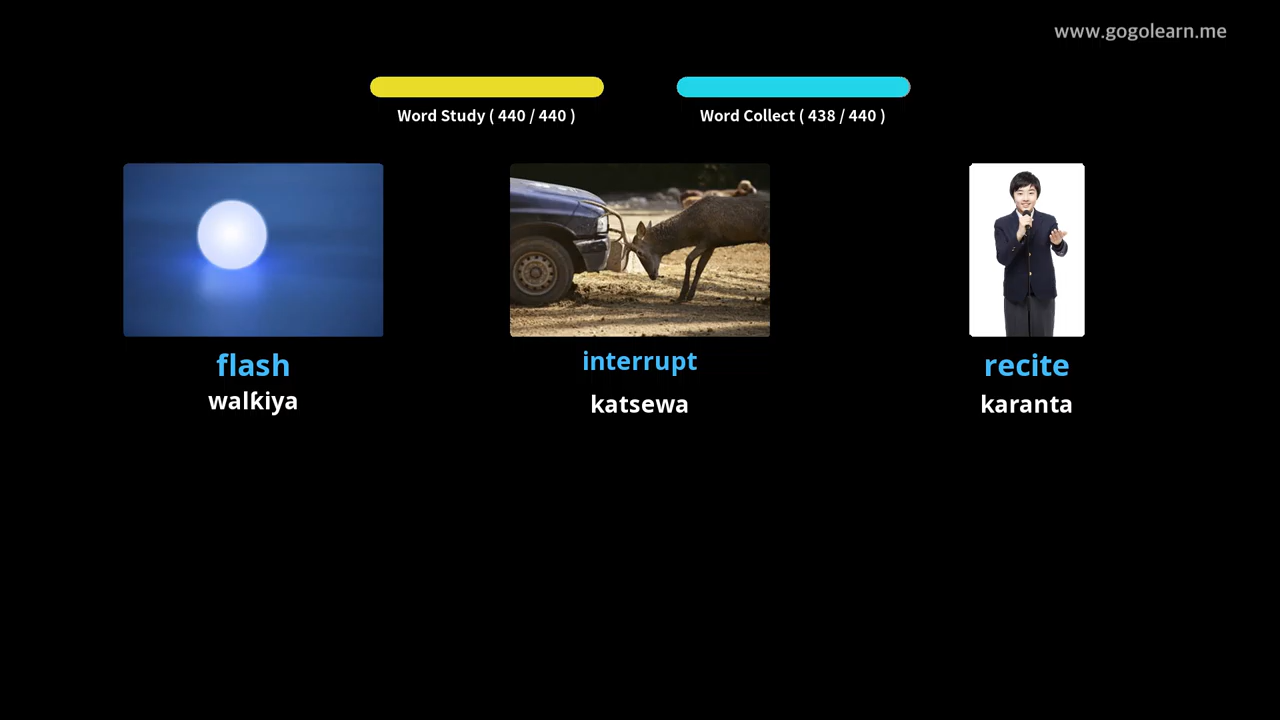 www.gogolearn.me
Word Study ( 440 / 440 )
Word Collect ( 438 / 440 )
flash
walƙiya
interrupt
katsewa
recite
karanta